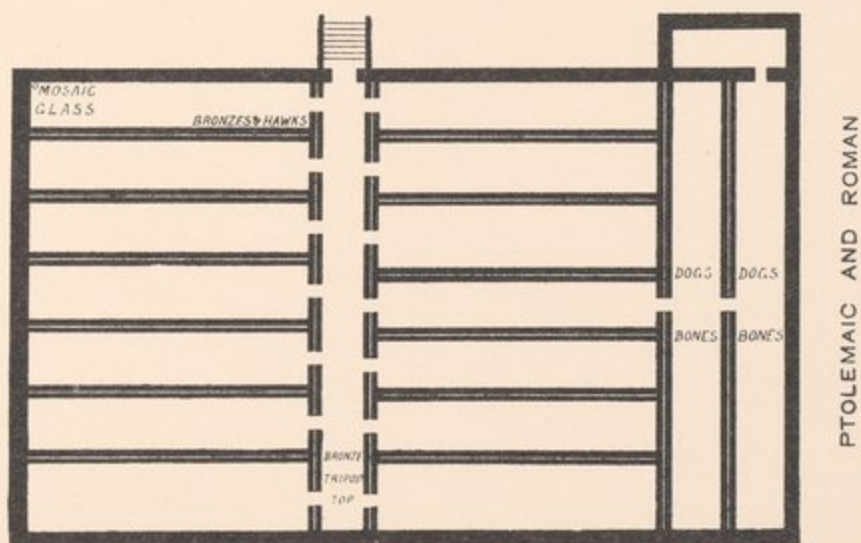 MOSAIC
GLASS
BRONZES & HAWKS
DOGS DOGS
BONES BONES
BRONZE
TRIPOD
TOP
PTOLEMAIC AND ROMAN